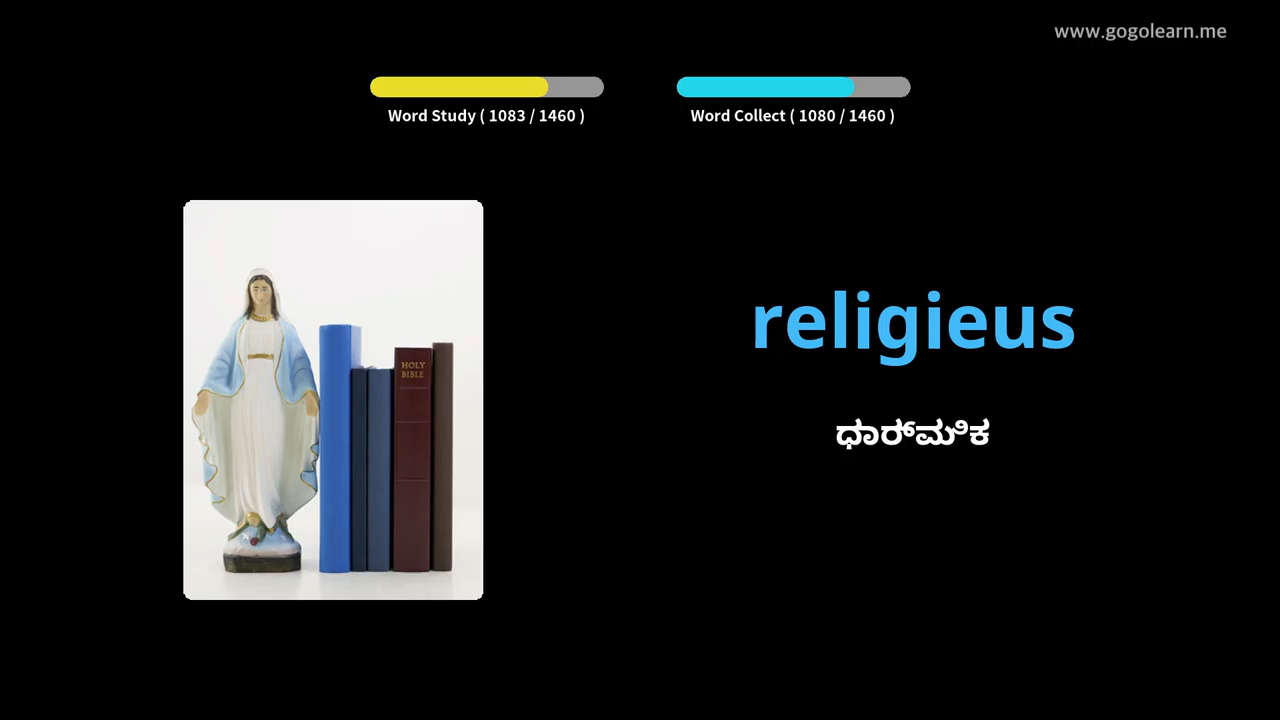 www.gogolearn.me
Word Study ( 1083 / 1460 )
Word Collect ( 1080 / 1460 )
HOLY
BIBLE
religieus
ಧಾರ್ಮಿಕ